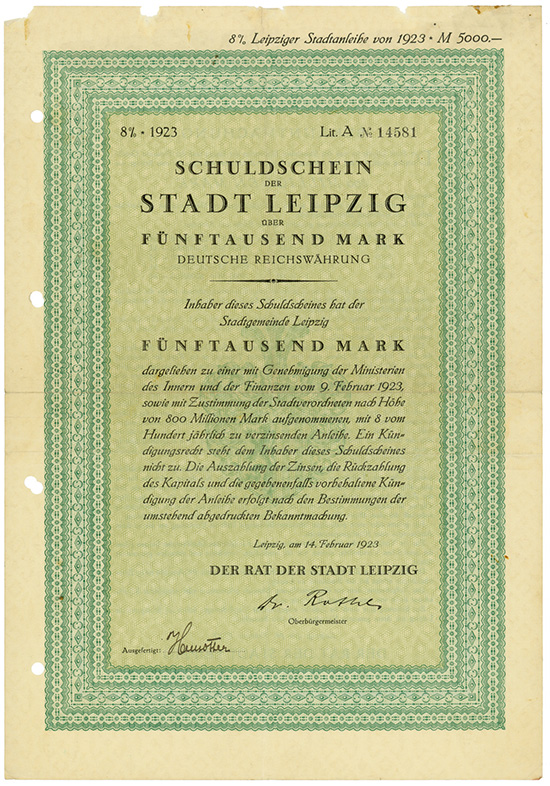 8% Leipziger Stadtanleihe von 1923 • M 5000.—
8% • 1923 Lit. A № 14581
SCHULDSCHEIN
DER
STADT LEIPZIG
ÜBER
FÜNFTAUSEND MARK
DEUTSCHE REICHSWÄHRUNG
Inhaber dieses Schuldscheines hat der
Stadtgemeinde Leipzig
FÜNFTAUSEND MARK
dargeliehen zu einer mit Genehmigung der Ministerien
des Innern und der Finanzen vom 9. Februar 1923,
sowie mit Zustimmung der Stadtverordneten nach Höhe
von 800 Millionen Mark aufgenommenen, mit 8 vom
Hundert jährlich zu verzinsenden Anleihe. Ein Kün-
digungsrecht steht dem Inhaber dieses Schuldscheines
nicht zu. Die Auszahlung der Zinsen, die Rückzahlung
des Kapitals und die gegebenenfalls vorbehaltene Kün-
digung der Anleihe erfolgt nach den Bestimmungen der
umstehend abgedruckten Bekanntmachung.
Leipzig, am 14. Februar 1923
DER RAT DER STADT LEIPZIG
Dr. Rothe
Oberbürgermeister
Ausgefertigt: